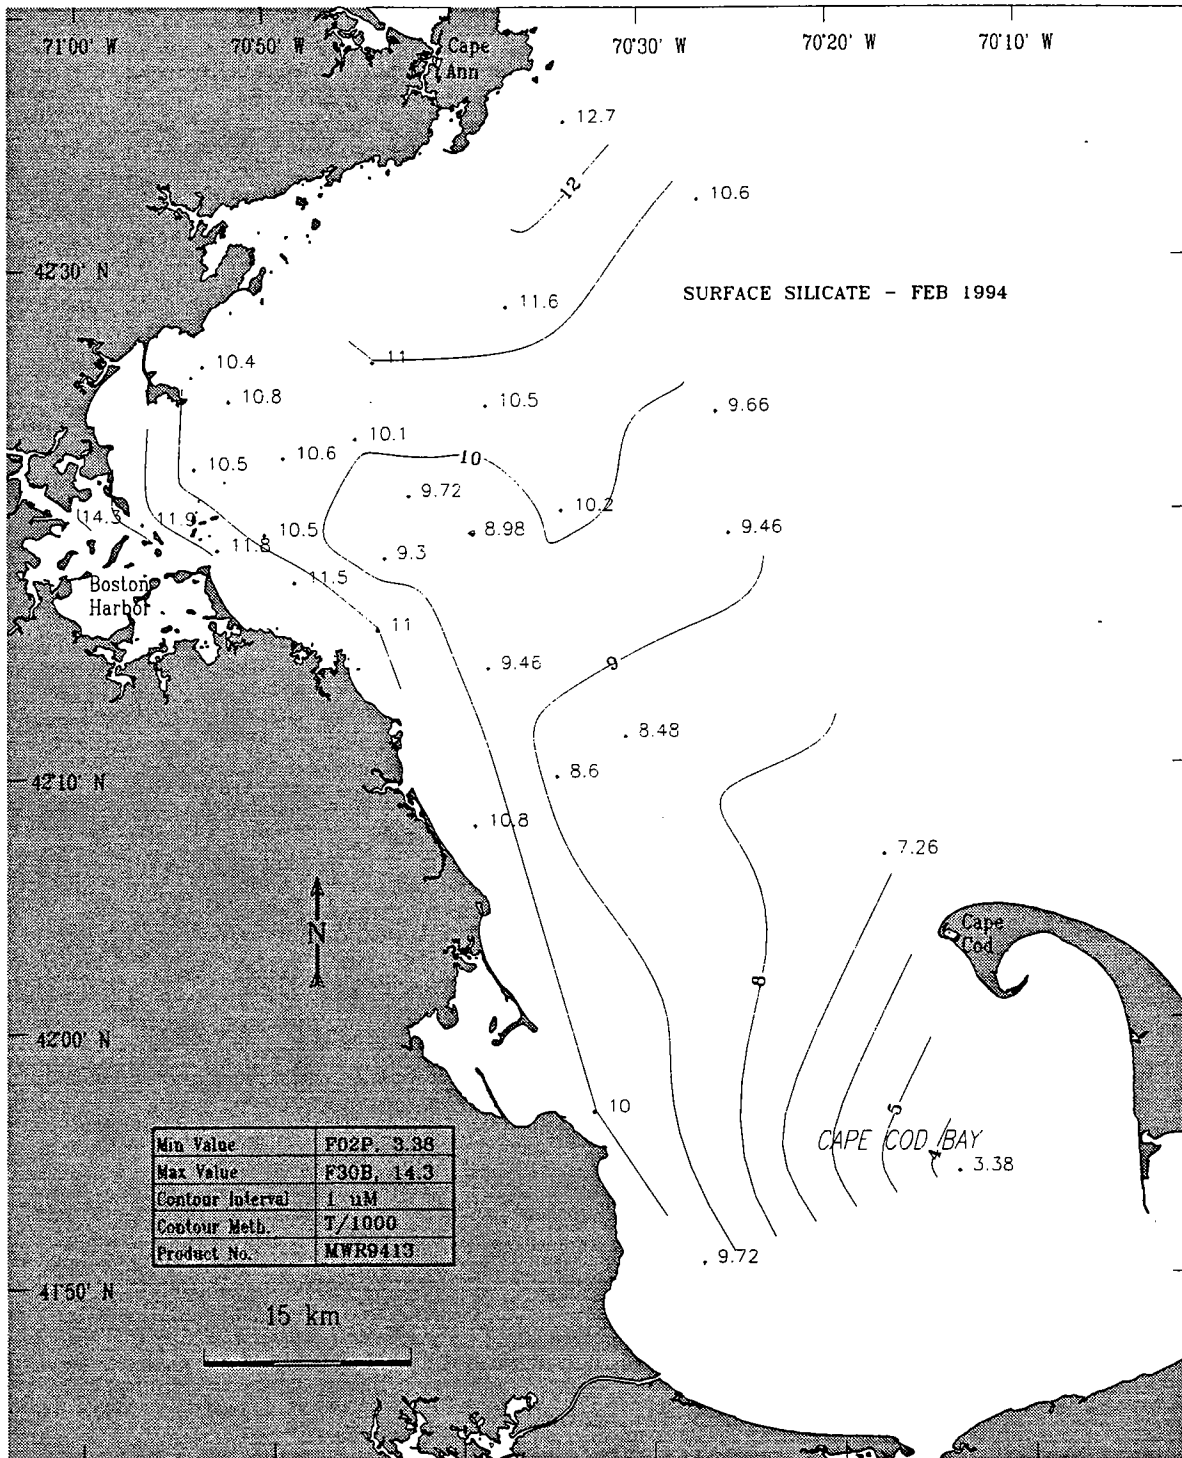 71°00' W
70°50' W
70°30' W
70°20' W
70°10' W
Cape
Ann
12.7
12
10.6
42°30' N
SURFACE SILICATE - FEB 1994
11.6
11
10.4
10.8
10.5
9.66
10.1
10.6
10
10.5
9.72
10.2
14.3
11.9
10.5
8.98
9.46
11.8
9.3
11.5
Boston
Harbor
11
9.46
9
8.48
8.6
42°10' N
10.8
7.26
N
Cape
Cod
8
42°00' N
10
5
CAPE COD BAY
4
3.38
Min Value F02P, 3.38
Max Value F30B, 14.3
Contour Interval 1 uM
Contour Meth. T/1000
Product No. MWR9413
9.72
41°50' N
15 km